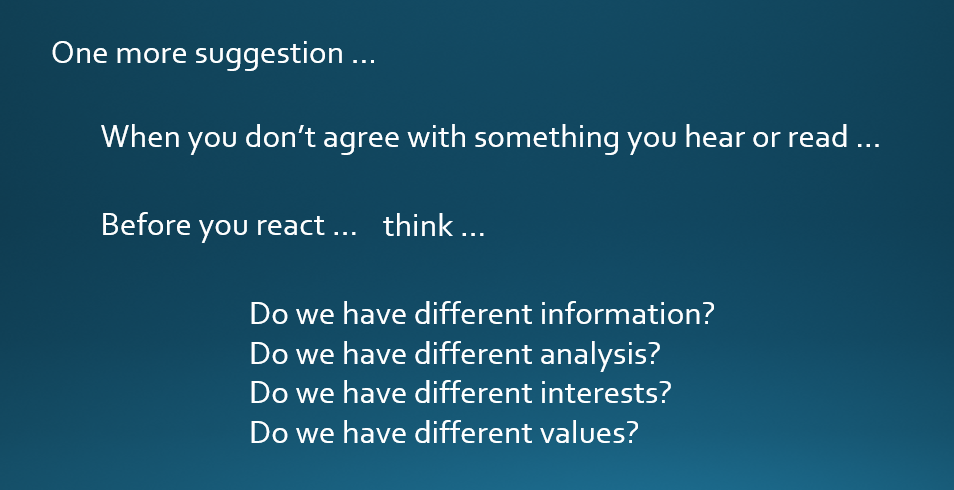 One more suggestion ...
When you don’t agree with something you hear or read ...
Before you react ... think ...
Do we have different information?
Do we have different analysis?
Do we have different interests?
Do we have different values?